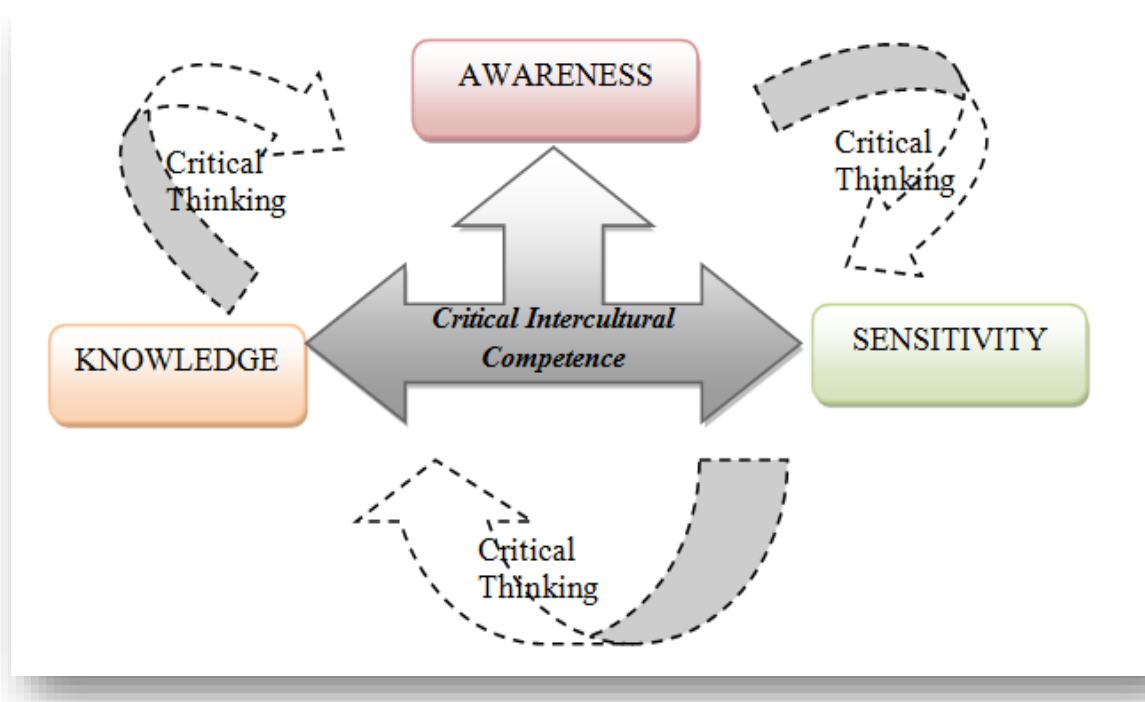 AWARENESS
Critical
Thinking
Critical
Thinking
Critical Intercultural
Competence
KNOWLEDGE
SENSITIVITY
Critical
Thinking